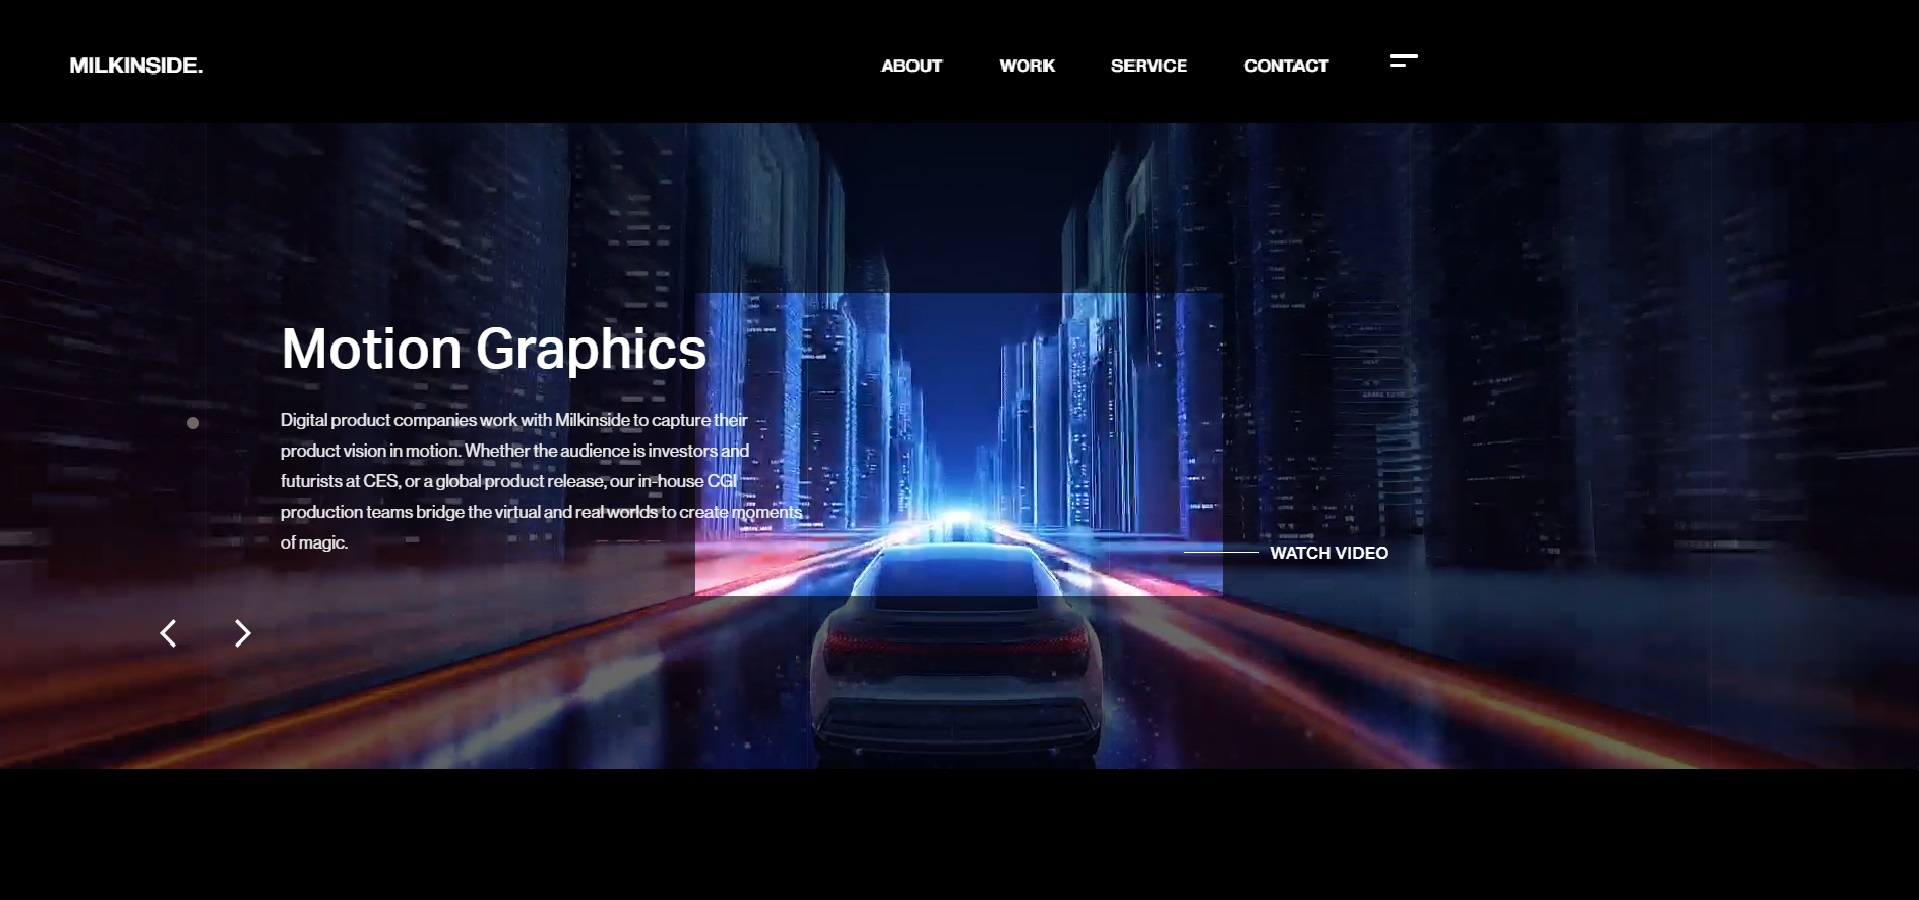 MILKINSIDE.
ABOUT WORK SERVICE CONTACT
Motion Graphics
Digital product companies work with Milkinside to capture their
product vision in motion. Whether the audience is investors and
futurists at CES, or a global product release, our in-house CGI
production teams bridge the virtual and real worlds to create moments
of magic.
WATCH VIDEO